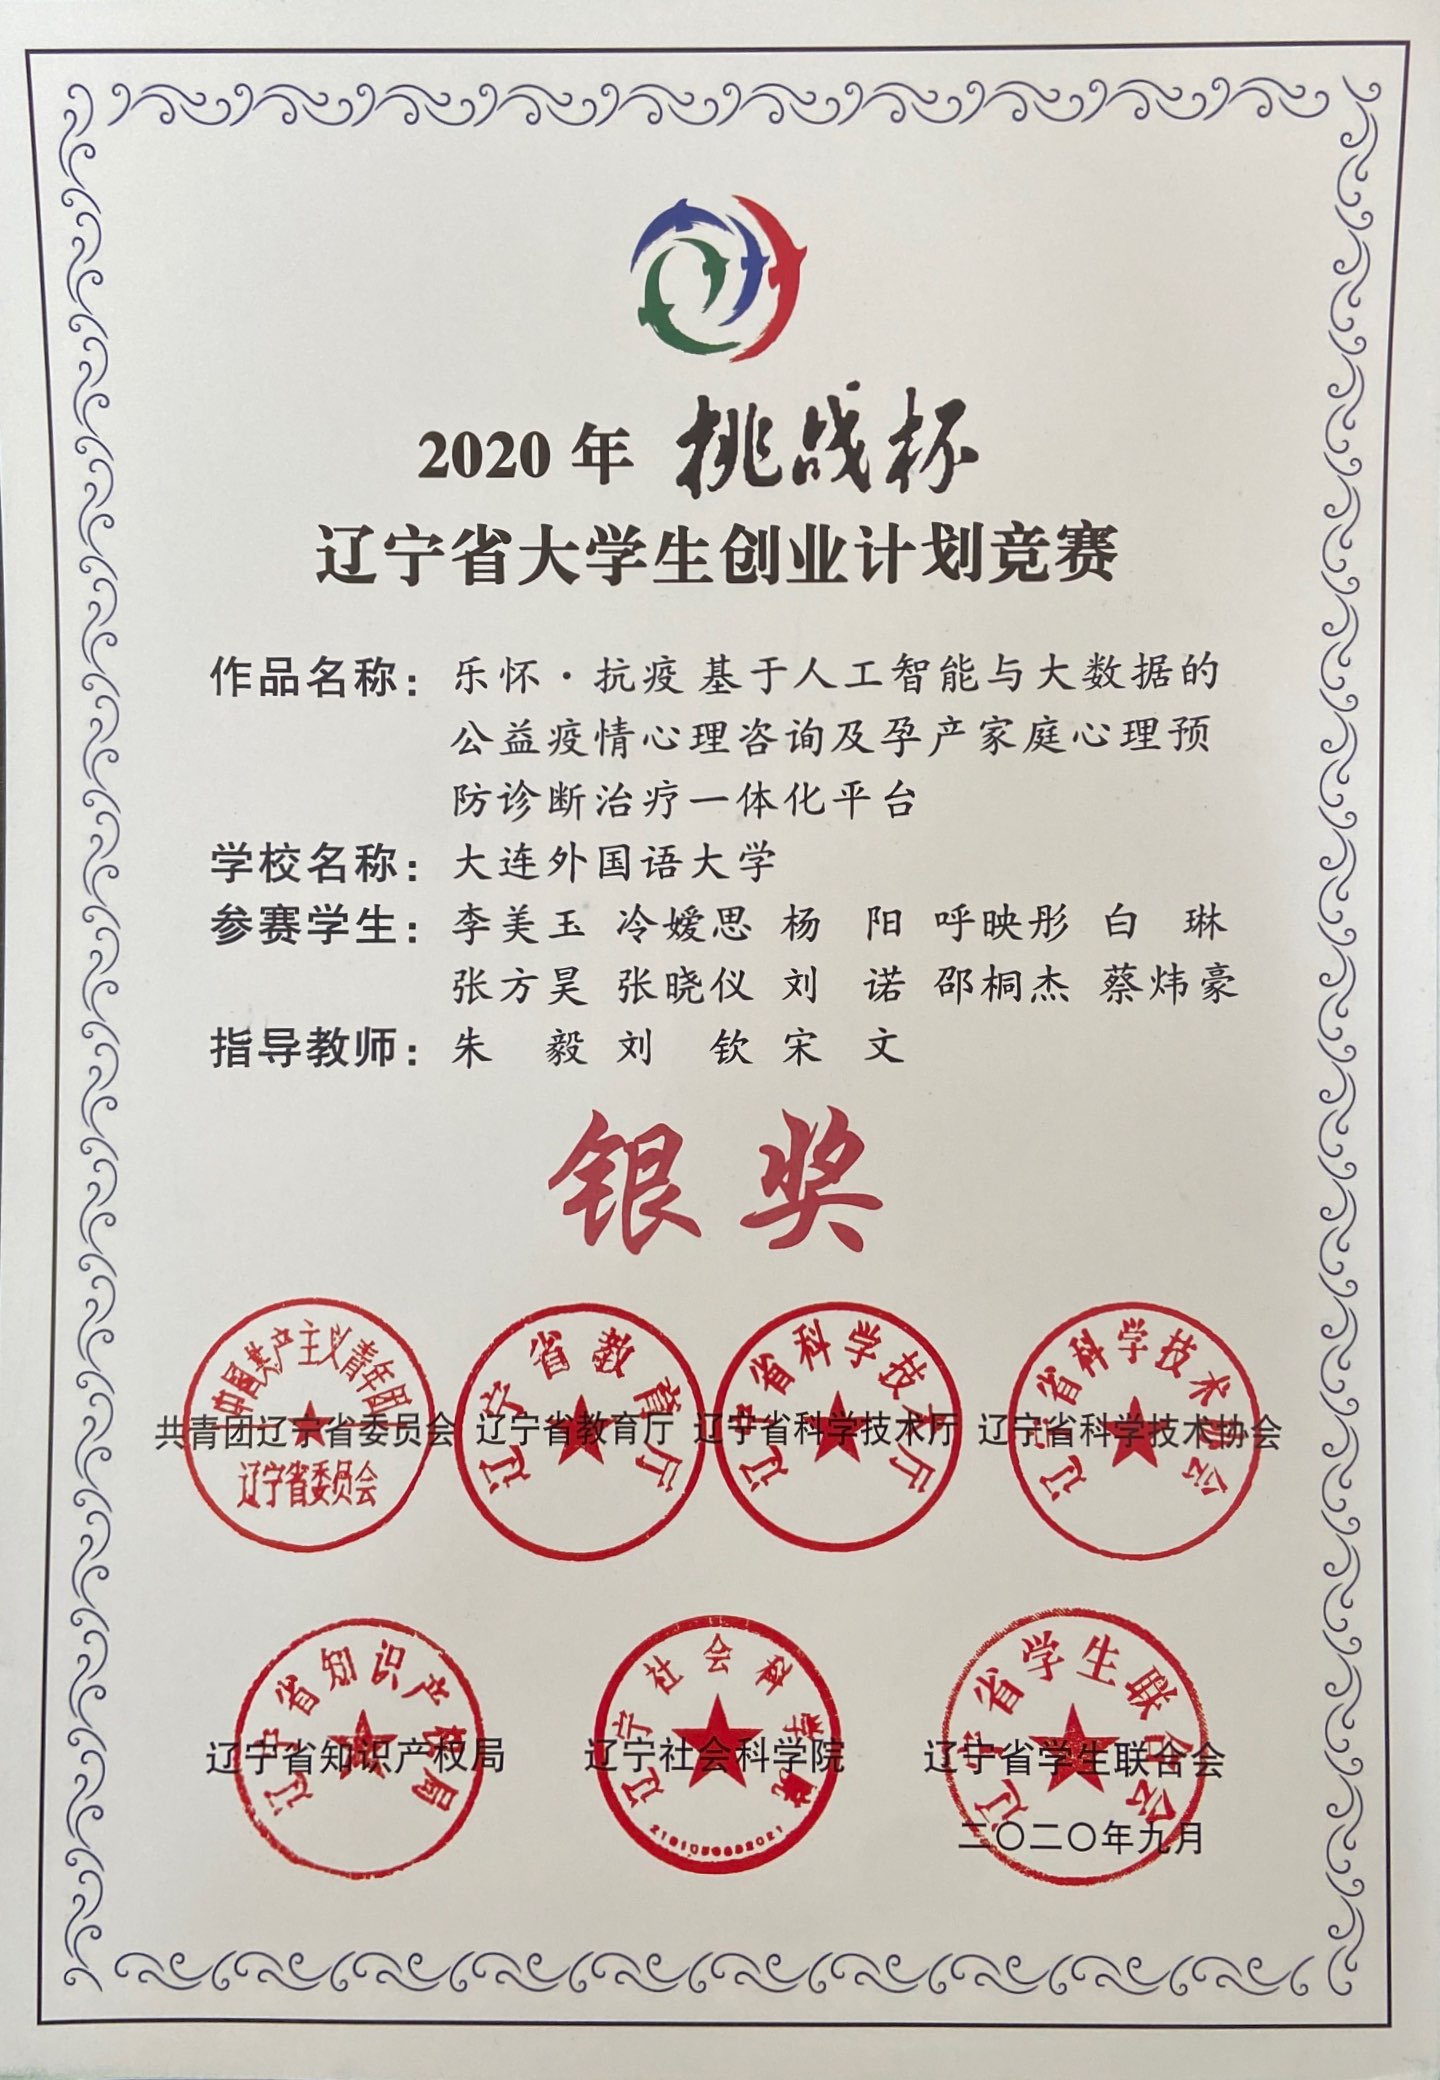 2020年 挑战杯
辽宁省大学生创业计划竞赛
作品名称：乐怀·抗疫 基于人工智能与大数据的
公益疫情心理咨询及孕产家庭心理预
防诊断治疗一体化平台
学校名称：大连外国语大学
参赛学生：李美玉 冷嫒思 杨 阳 呼映彤 白 琳
张方昊 张晓仪 刘 诺 邵桐杰 蔡炜豪
指导教师：朱 毅 刘 钦 宋 文
银奖
中国共产主义青年团
辽宁省教育厅
辽宁省科学技术厅
辽宁省科学技术协会
共青团辽宁省委员会 辽宁省教育厅 辽宁省科学技术厅 辽宁省科学技术协会
辽宁省委员会
辽宁省知识产权局
辽宁社会科学院
辽宁省学生联合会
辽宁省知识产权局 辽宁社会科学院 辽宁省学生联合会
二〇二〇年九月